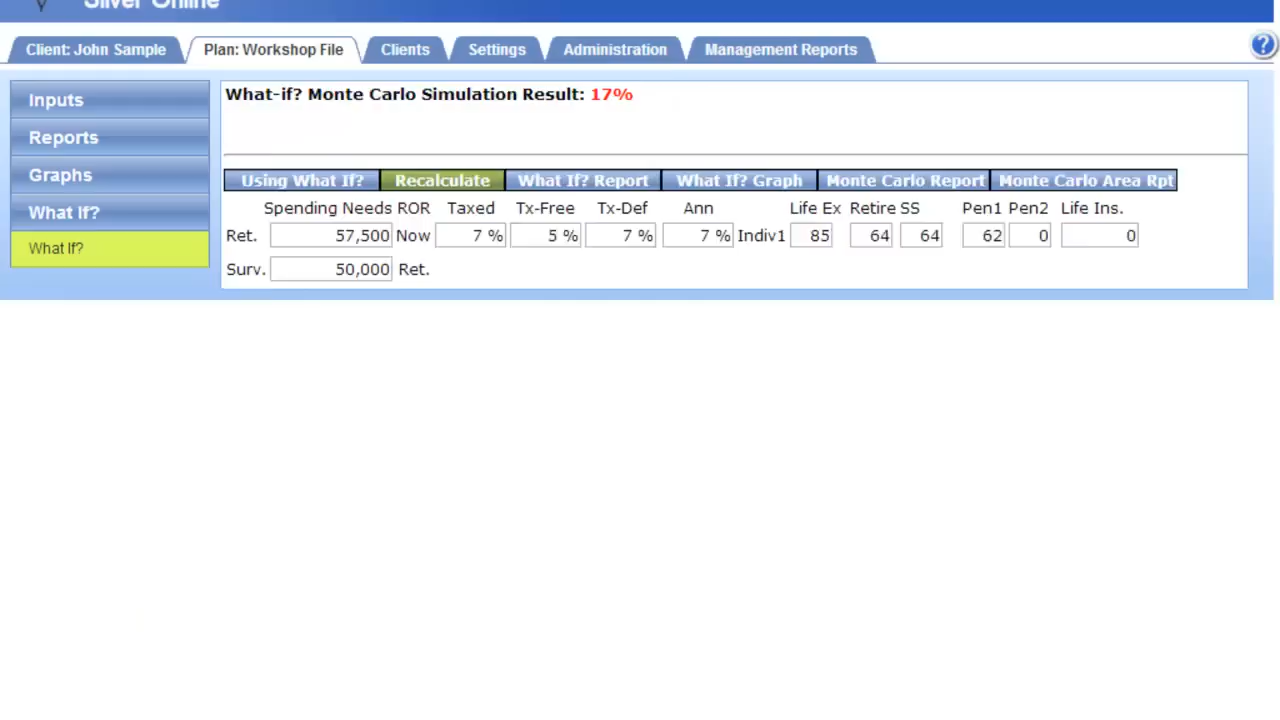 Silver Online
Client: John Sample Plan: Workshop File Clients Settings Administration Management Reports ?
Inputs
Reports
Graphs
What If?
What If?
What-if? Monte Carlo Simulation Result: 17%
Using What If? Recalculate What If? Report What If? Graph Monte Carlo Report Monte Carlo Area Rpt
Spending Needs ROR Taxed Tx-Free Tx-Def Ann Life Ex Retire SS Pen1 Pen2 Life Ins.
Ret. 57,500 Now 7 % 5 % 7 % 7 % Indiv1 85 64 64 62 0 0
Surv. 50,000 Ret.